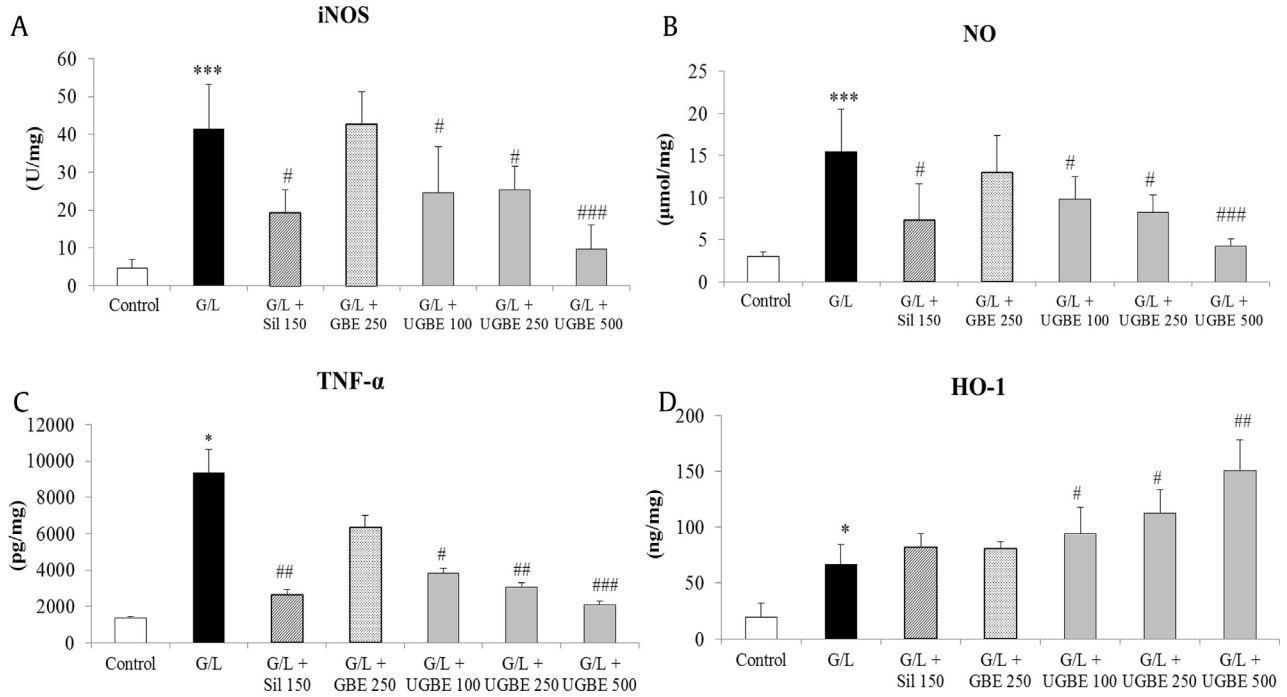 A
iNOS
(U/mg)
60
50
40
30
20
10
0
***
#
#
#
###
Control
G/L
G/L +
Sil 150
G/L +
GBE 250
G/L +
UGBE 100
G/L +
UGBE 250
G/L +
UGBE 500
B
NO
(µmol/mg)
25
20
15
10
5
0
***
#
#
#
###
Control
G/L
G/L +
Sil 150
G/L +
GBE 250
G/L +
UGBE 100
G/L +
UGBE 250
G/L +
UGBE 500
C
TNF-α
(pg/mg)
12000
10000
8000
6000
4000
2000
0
*
##
#
##
###
Control
G/L
G/L +
Sil 150
G/L +
GBE 250
G/L +
UGBE 100
G/L +
UGBE 250
G/L +
UGBE 500
D
HO-1
(ng/mg)
200
150
100
50
0
*
#
#
##
Control
G/L
G/L +
Sil 150
G/L +
GBE 250
G/L +
UGBE 100
G/L +
UGBE 250
G/L +
UGBE 500